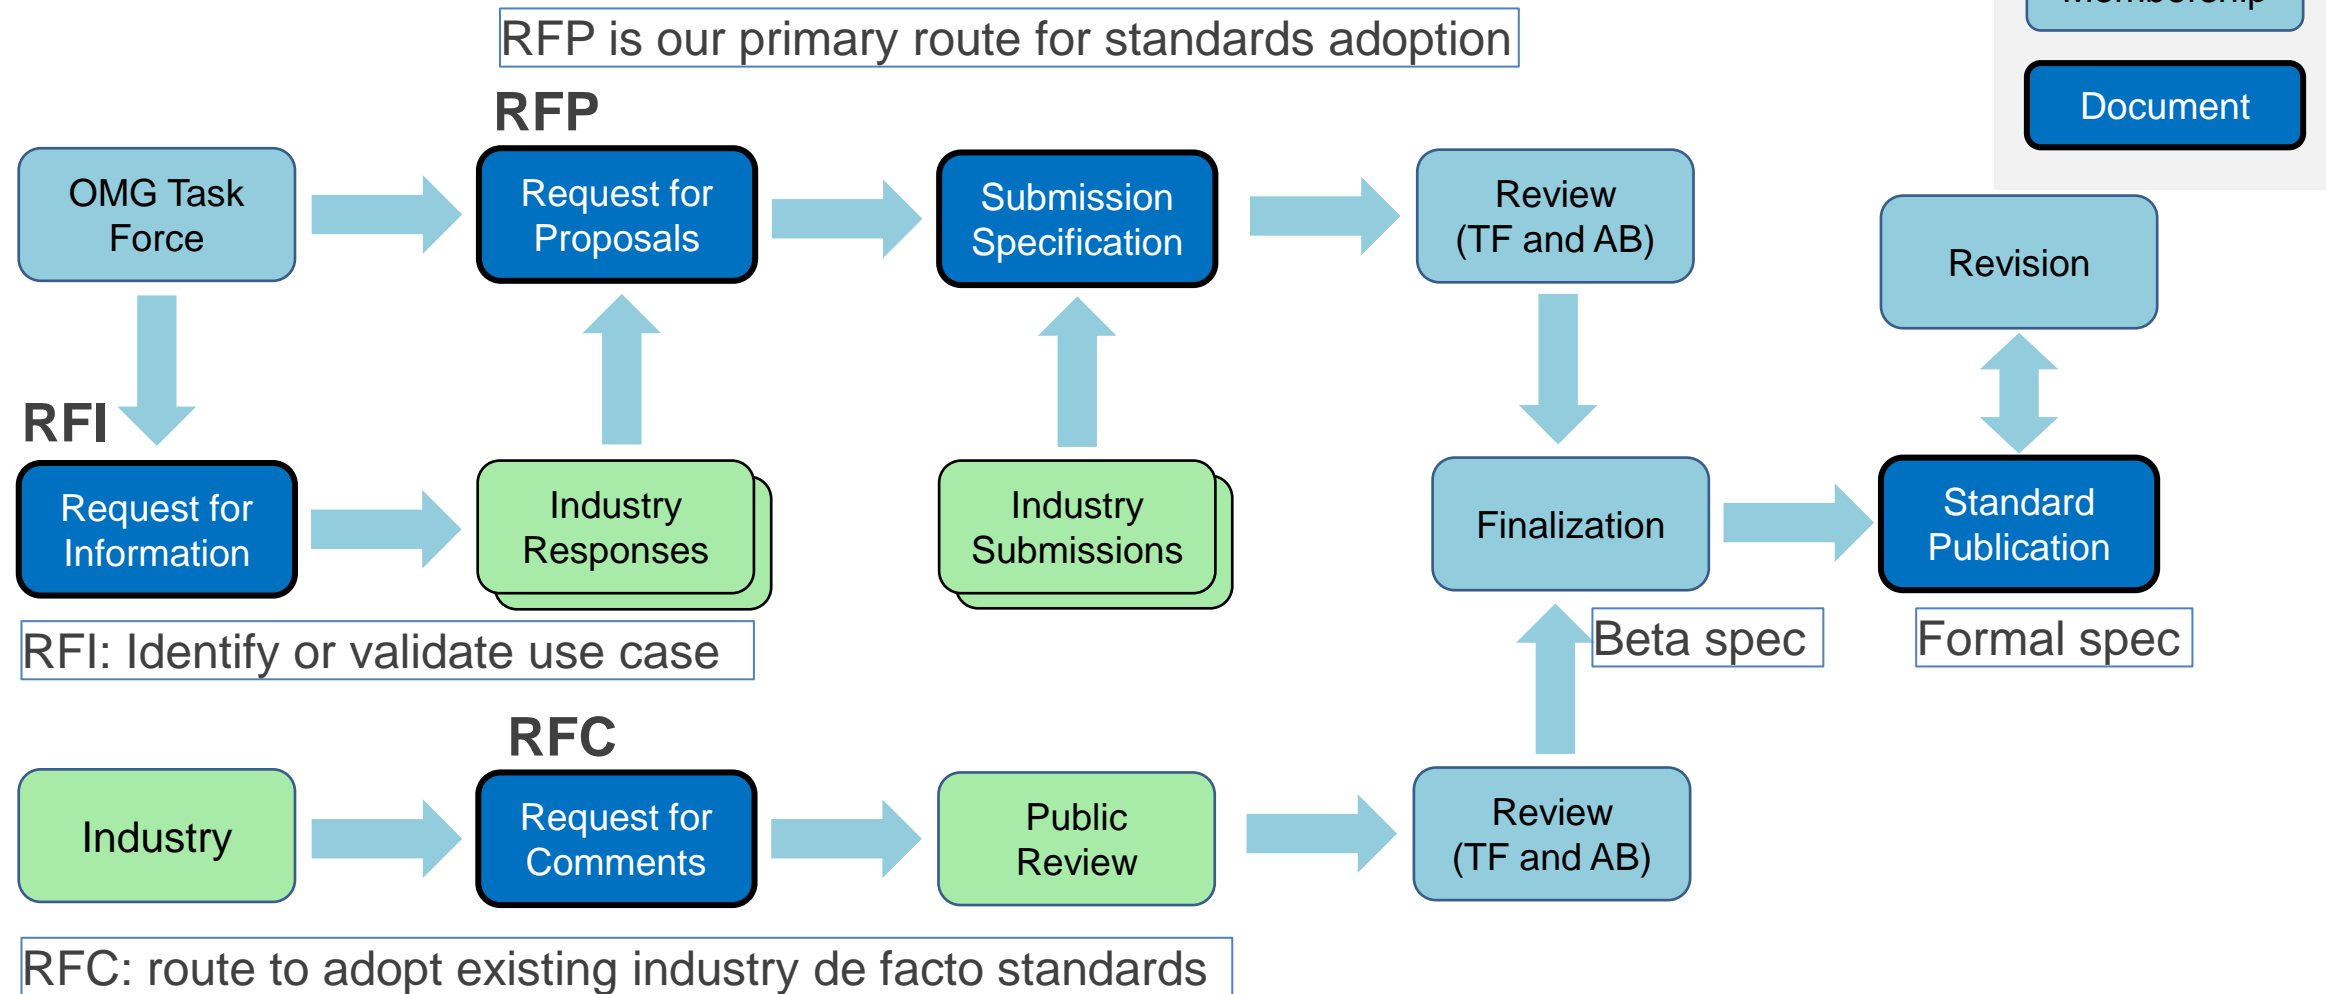 Membership
RFP is our primary route for standards adoption
Document
RFP
OMG Task
Force
Request for
Proposals
Submission
Specification
Review
(TF and AB)
Revision
RFI
Request for
Information
Industry
Responses
Industry
Submissions
Finalization
Standard
Publication
RFI: Identify or validate use case
Beta spec
Formal spec
RFC
Industry
Request for
Comments
Public
Review
Review
(TF and AB)
RFC: route to adopt existing industry de facto standards